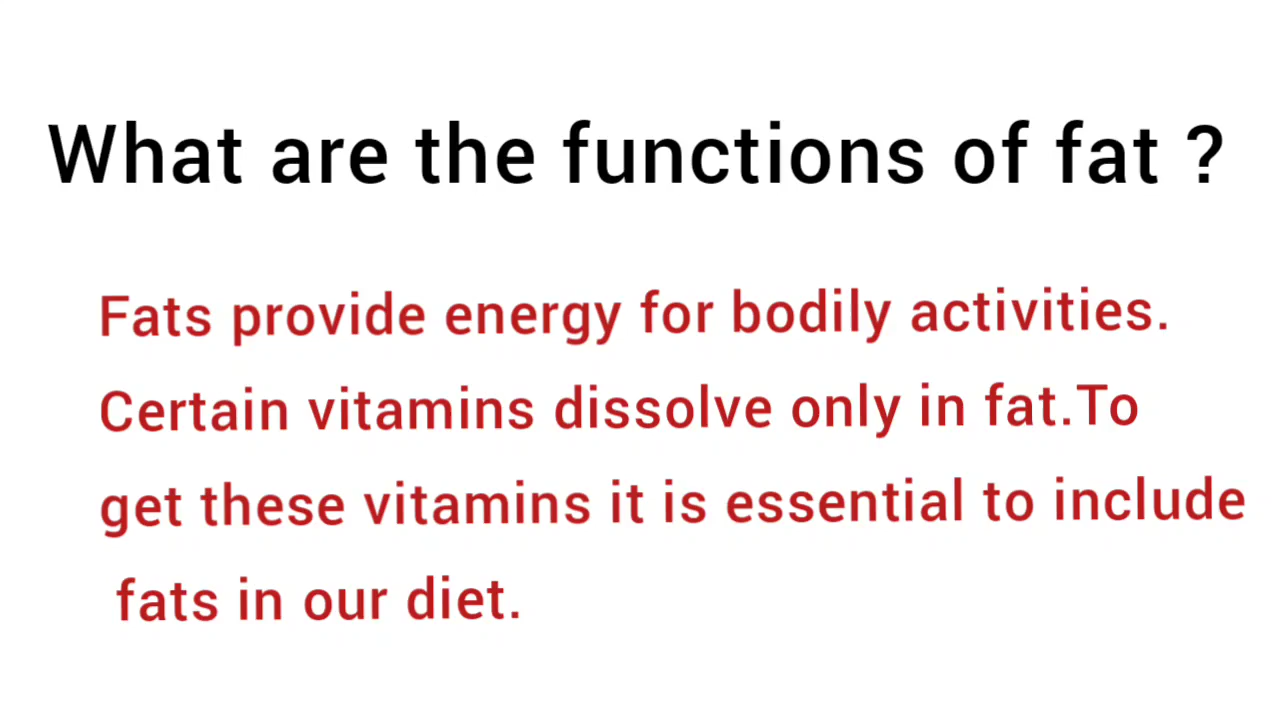 What are the functions of fat ?
Fats provide energy for bodily activities.
Certain vitamins dissolve only in fat.To
get these vitamins it is essential to include
fats in our diet.